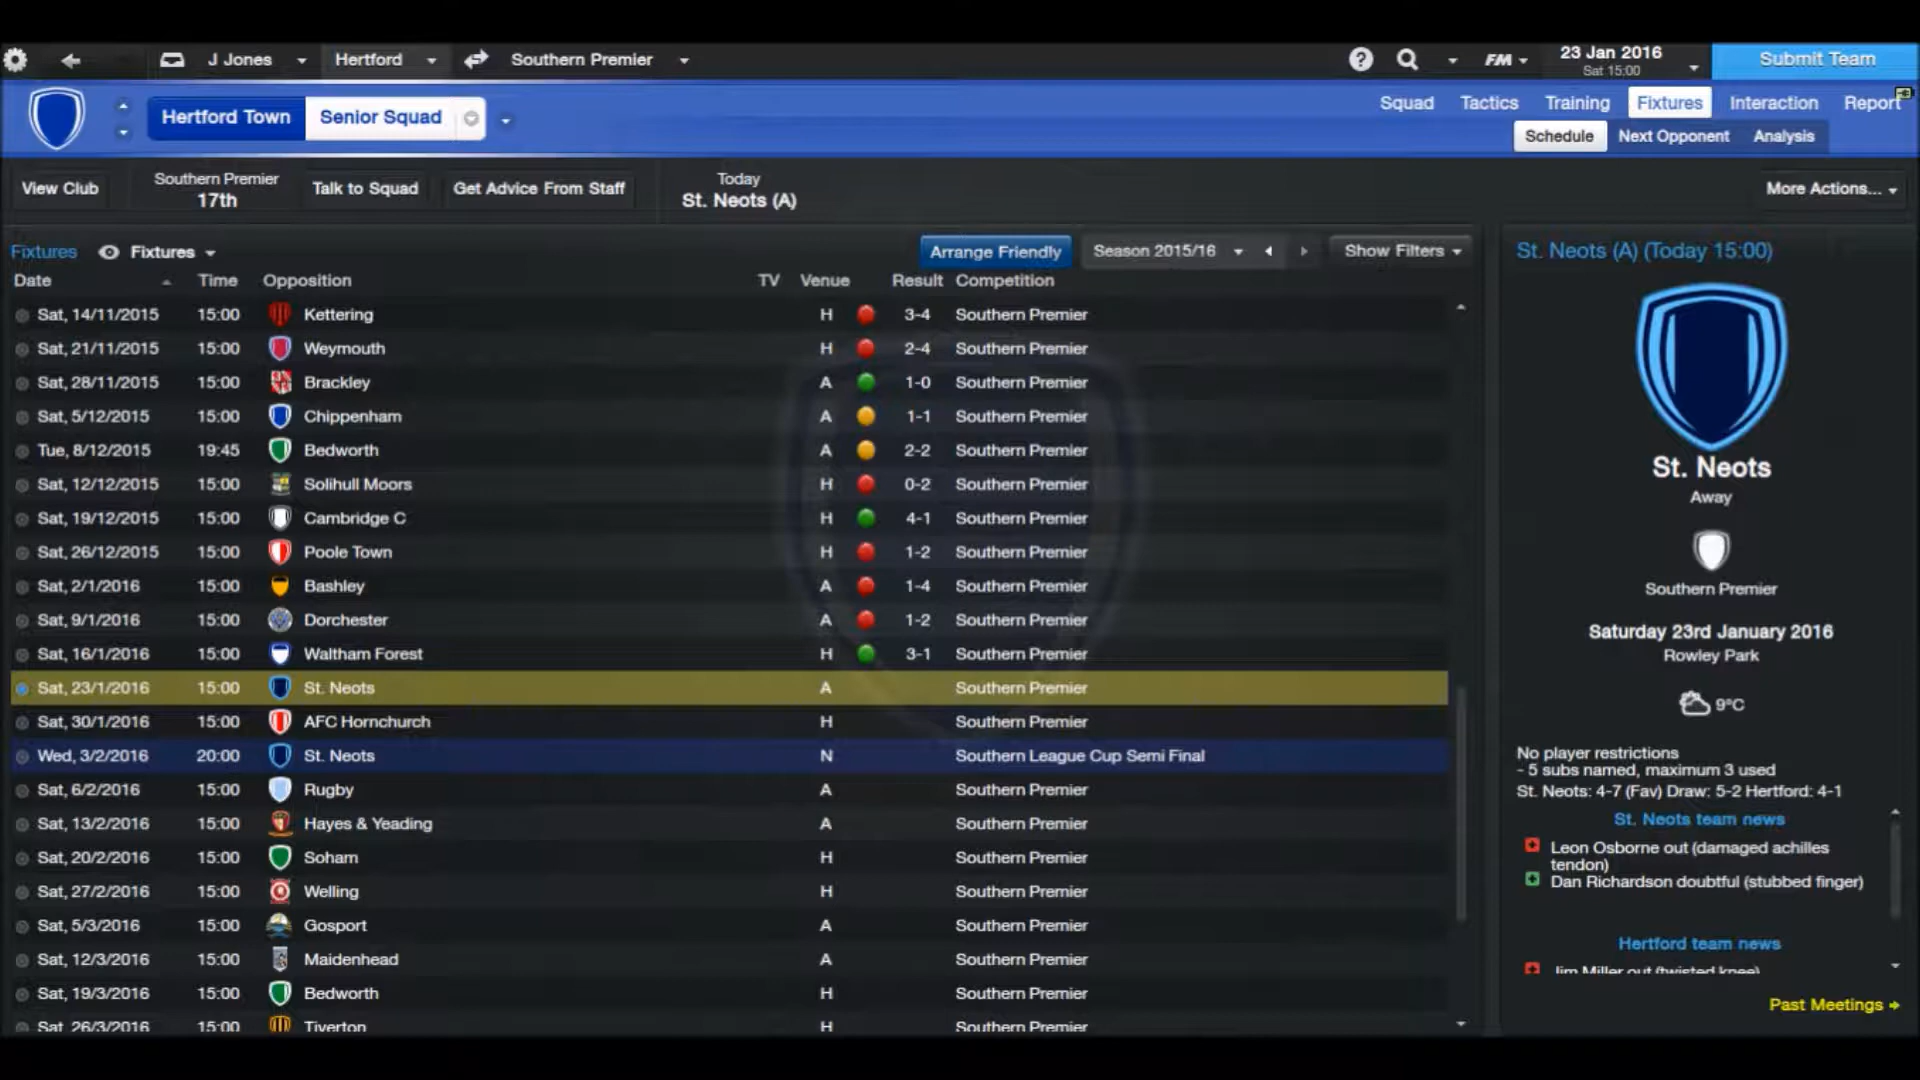 J Jones Hertford Southern Premier FM 23 Jan 2016 Submit Team
Sat 15:00
Hertford Town Senior Squad Squad Tactics Training Fixtures Interaction Report
Schedule Next Opponent Analysis
View Club Southern Premier 17th Talk to Squad Get Advice From Staff Today St. Neots (A) More Actions...
Fixtures Fixtures Arrange Friendly Season 2015/16 Show Filters
Date Time Opposition TV Venue Result Competition
Sat, 14/11/2015 15:00 Kettering H 3-4 Southern Premier
Sat, 21/11/2015 15:00 Weymouth H 2-4 Southern Premier
Sat, 28/11/2015 15:00 Brackley A 1-0 Southern Premier
Sat, 5/12/2015 15:00 Chippenham A 1-1 Southern Premier
Tue, 8/12/2015 19:45 Bedworth A 2-2 Southern Premier
Sat, 12/12/2015 15:00 Solihull Moors H 0-2 Southern Premier
Sat, 19/12/2015 15:00 Cambridge C H 4-1 Southern Premier
Sat, 26/12/2015 15:00 Poole Town H 1-2 Southern Premier
Sat, 2/1/2016 15:00 Bashley A 1-4 Southern Premier
Sat, 9/1/2016 15:00 Dorchester A 1-2 Southern Premier
Sat, 16/1/2016 15:00 Waltham Forest H 3-1 Southern Premier
Sat, 23/1/2016 15:00 St. Neots A Southern Premier
Sat, 30/1/2016 15:00 AFC Hornchurch H Southern Premier
Wed, 3/2/2016 20:00 St. Neots N Southern League Cup Semi Final
Sat, 6/2/2016 15:00 Rugby A Southern Premier
Sat, 13/2/2016 15:00 Hayes & Yeading A Southern Premier
Sat, 20/2/2016 15:00 Soham H Southern Premier
Sat, 27/2/2016 15:00 Welling H Southern Premier
Sat, 5/3/2016 15:00 Gosport A Southern Premier
Sat, 12/3/2016 15:00 Maidenhead A Southern Premier
Sat, 19/3/2016 15:00 Bedworth H Southern Premier
Sat, 26/3/2016 15:00 Tiverton H Southern Premier
St. Neots (A) (Today 15:00)
St. Neots
Away
Southern Premier
Saturday 23rd January 2016
Rowley Park
9°C
No player restrictions
- 5 subs named, maximum 3 used
St. Neots: 4-7 (Fav) Draw: 5-2 Hertford: 4-1
St. Neots team news
Leon Osborne out (damaged achilles
tendon)
Dan Richardson doubtful (stubbed finger)
Hertford team news
Jim Miller out (twisted knee)
Past Meetings